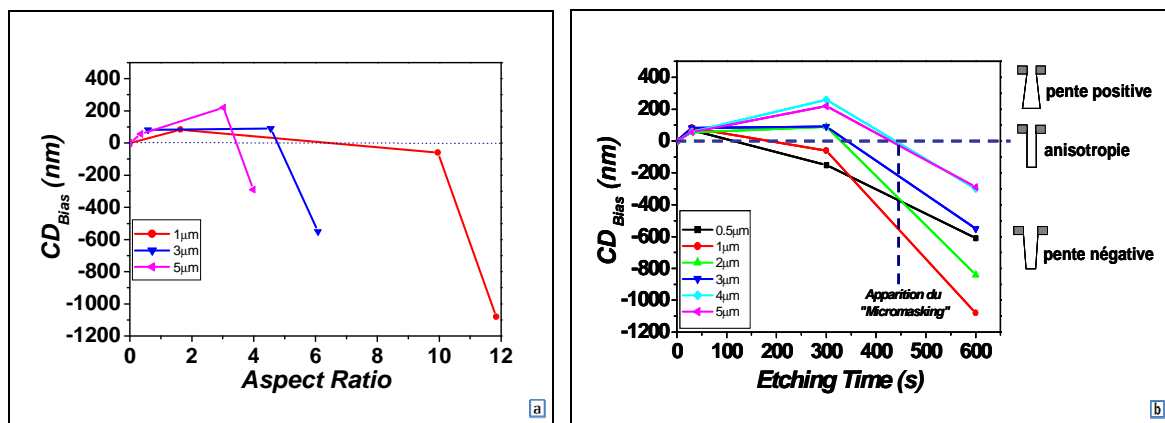 400
200
0
-200
-400
-600
-800
-1000
-1200
CD_Bias (nm)
1µm
3µm
5µm
0 2 4 6 8 10 12
Aspect Ratio
a
400
200
0
-200
-400
-600
-800
-1000
-1200
CD_Bias (nm)
0.5µm
1µm
2µm
3µm
4µm
5µm
Apparition du
"Micromasking"
0 100 200 300 400 500 600
Etching Time (s)
pente positive
anisotropie
pente négative
b